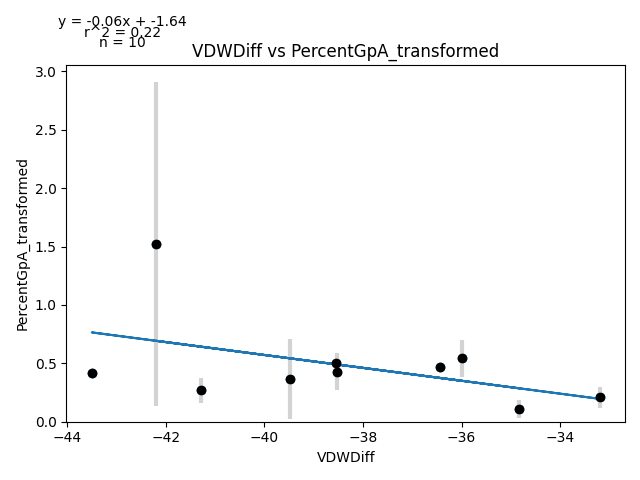 y = -0.06x + -1.64
r^2 = 0.22
n = 10
VDWDiff vs PercentGpA_transformed
3.0
2.5
2.0
1.5
1.0
0.5
0.0
PercentGpA_transformed
−44
−42
−40
−38
−36
−34
VDWDiff